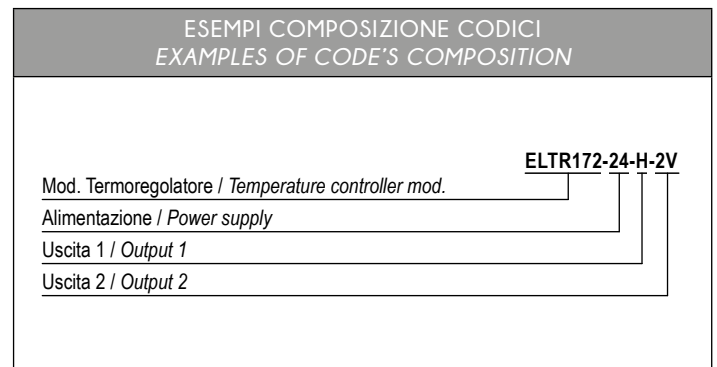 ESEMPI COMPOSIZIONE CODICI
EXAMPLES OF CODE'S COMPOSITION
ELTR172-24-H-2V
Mod. Termoregolatore / Temperature controller mod.
Alimentazione / Power supply
Uscita 1 / Output 1
Uscita 2 / Output 2